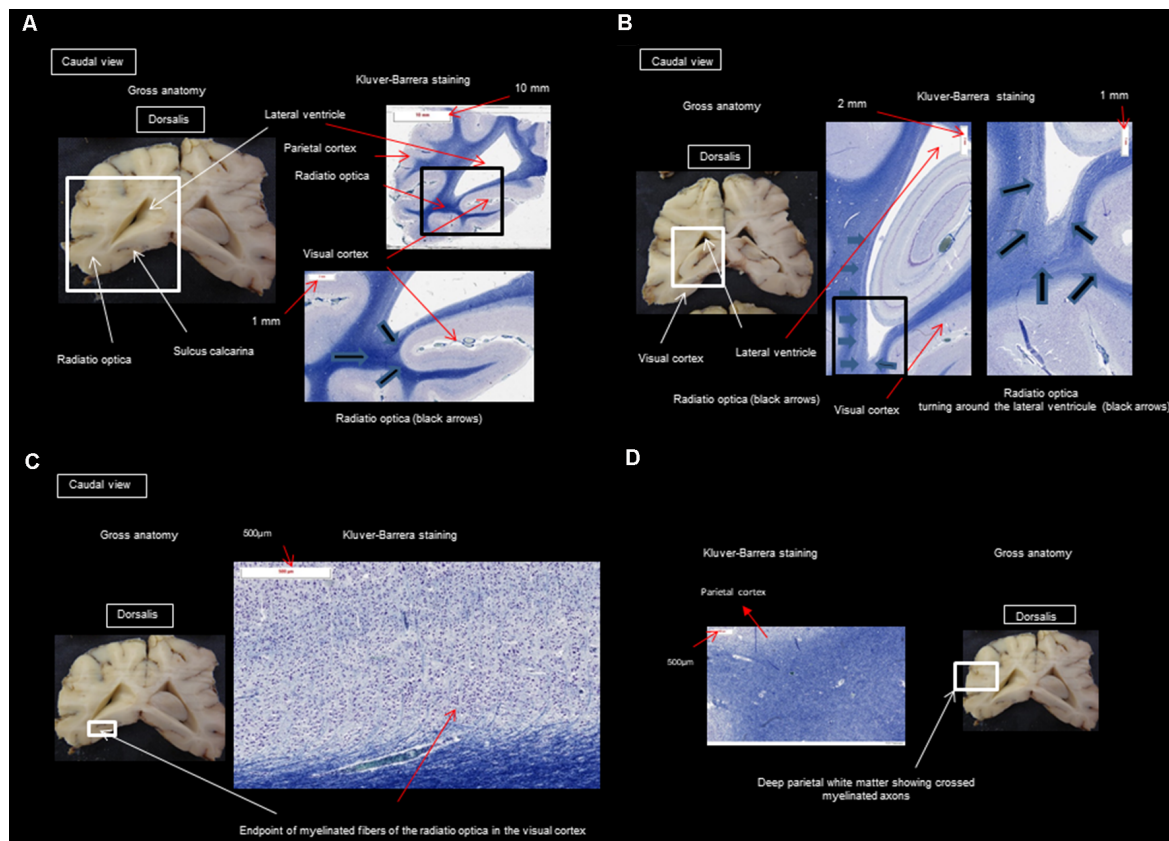 A
Caudal view
Gross anatomy
Dorsalis
Kluver-Barrera staining
10 mm
10 mm
Lateral ventricle
Parietal cortex
Radiatio optica
Visual cortex
1 mm
Radiatio optica
Sulcus calcarina
Radiatio optica (black arrows)
B
Caudal view
Gross anatomy
Dorsalis
Kluver-Barrera staining
2 mm
1 mm
Visual cortex
Lateral ventricle
Radiatio optica (black arrows)
Visual cortex
Radiatio optica
turning around the lateral ventricule (black arrows)
C
Caudal view
Gross anatomy
Dorsalis
500µm
Kluver-Barrera staining
500 µm
Endpoint of myelinated fibers of the radiatio optica in the visual cortex
D
Kluver-Barrera staining
Gross anatomy
Parietal cortex
Dorsalis
500µm
Deep parietal white matter showing crossed
myelinated axons